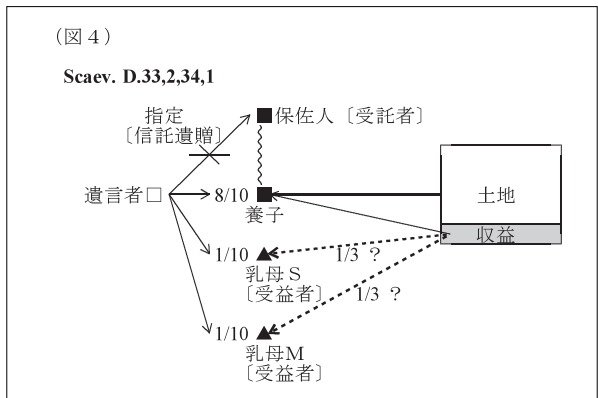 （図４）
Scaev. D.33,2,34,1
指定
〔信託遺贈〕
■保佐人〔受託者〕
遺言者□
8/10 ■
養子
土地
収益
1/10 ▲
乳母Ｓ
〔受益者〕
1/3 ？
1/3 ？
1/10 ▲
乳母Ｍ
〔受益者〕